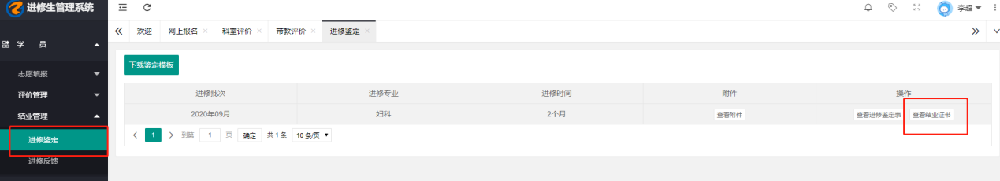 进修生管理系统
李超
欢迎 网上报名 科室评价 带教评价 进修鉴定
学 员
志愿填报
评价管理
结业管理
进修鉴定
进修反馈
下载鉴定模板
进修批次 进修专业 进修时间 附件 操作
2020年09月 妇科 2个月 查看附件 查看进修鉴定表 查看结业证书
1 到第 1 页 确定 共 1 条 10 条/页